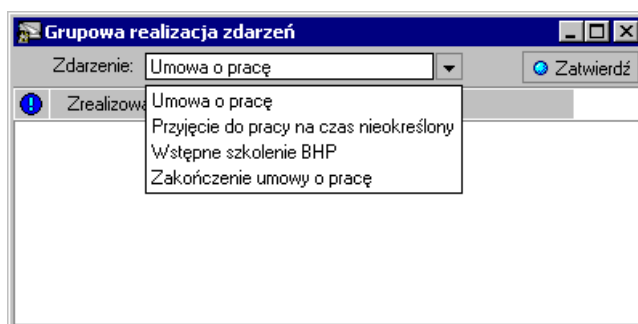 Grupowa realizacja zdarzeń
Zdarzenie: Umowa o pracę Zatwierdź
Umowa o pracę
Przyjęcie do pracy na czas nieokreślony
Wstępne szkolenie BHP
Zakończenie umowy o pracę